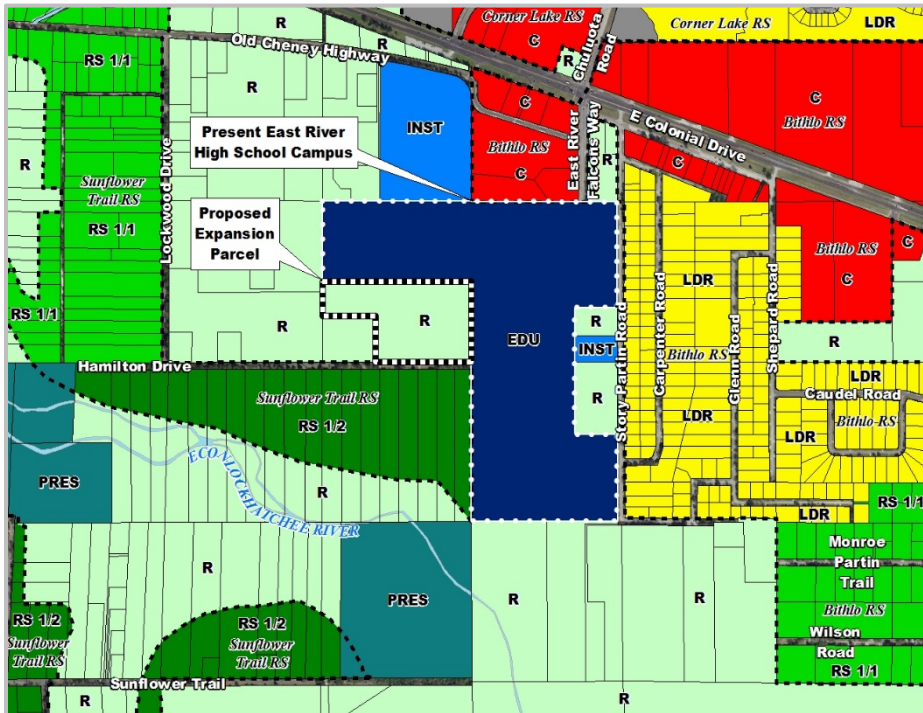 Corner Lake RS
C
R
Chuluota
Road
Corner Lake RS
LDR
R
Old Cheney Highway
RS 1/1
R
INST
C
C
Bithlo RS
Present East River
High School Campus
E Colonial Drive
R
Sunflower
Trail RS
RS 1/1
Lockwood Drive
Bithlo RS
C
East River
Falcons Way
R
C
Proposed
Expansion
Parcel
RS 1/1
R
R
EDU
R
INST
R
Story Partin Road
Carpenter Road
LDR
Bithlo RS
LDR
Glenn Road
Shepard Road
Bithlo RS
C
C
R
Hamilton Drive
Sunflower Trail RS
RS 1/2
LDR
Caudel Road
LDR
Bithlo RS
PRES
ECONLOCKHATCHEE RIVER
R
LDR
RS 1/1
Monroe
Partin
Trail
Bithlo RS
Wilson
Road
RS 1/1
R
PRES
R
R
RS 1/2
Sunflower
Trail RS
RS 1/2
Sunflower
Trail RS
Sunflower Trail
R
R